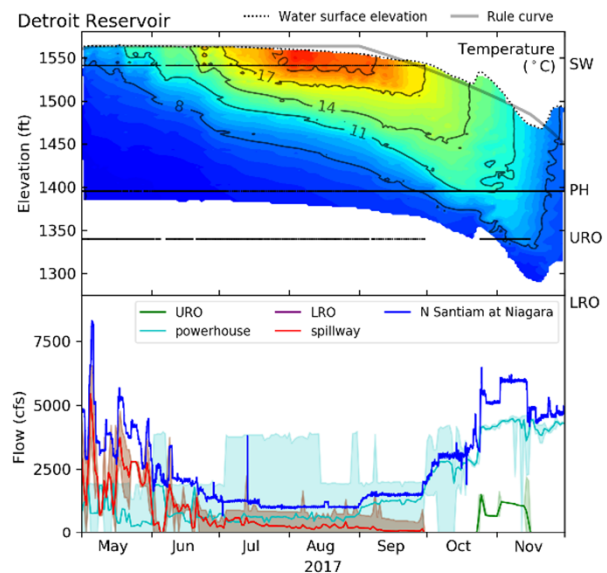 Detroit Reservoir
Water surface elevation
Rule curve
Temperature
(°C)
1550
1500
1450
1400
1350
1300
Elevation (ft)
20
17
14
11
8
SW
PH
URO
LRO
URO
LRO
N Santiam at Niagara
powerhouse
spillway
7500
5000
2500
0
Flow (cfs)
May Jun Jul Aug Sep Oct Nov
2017